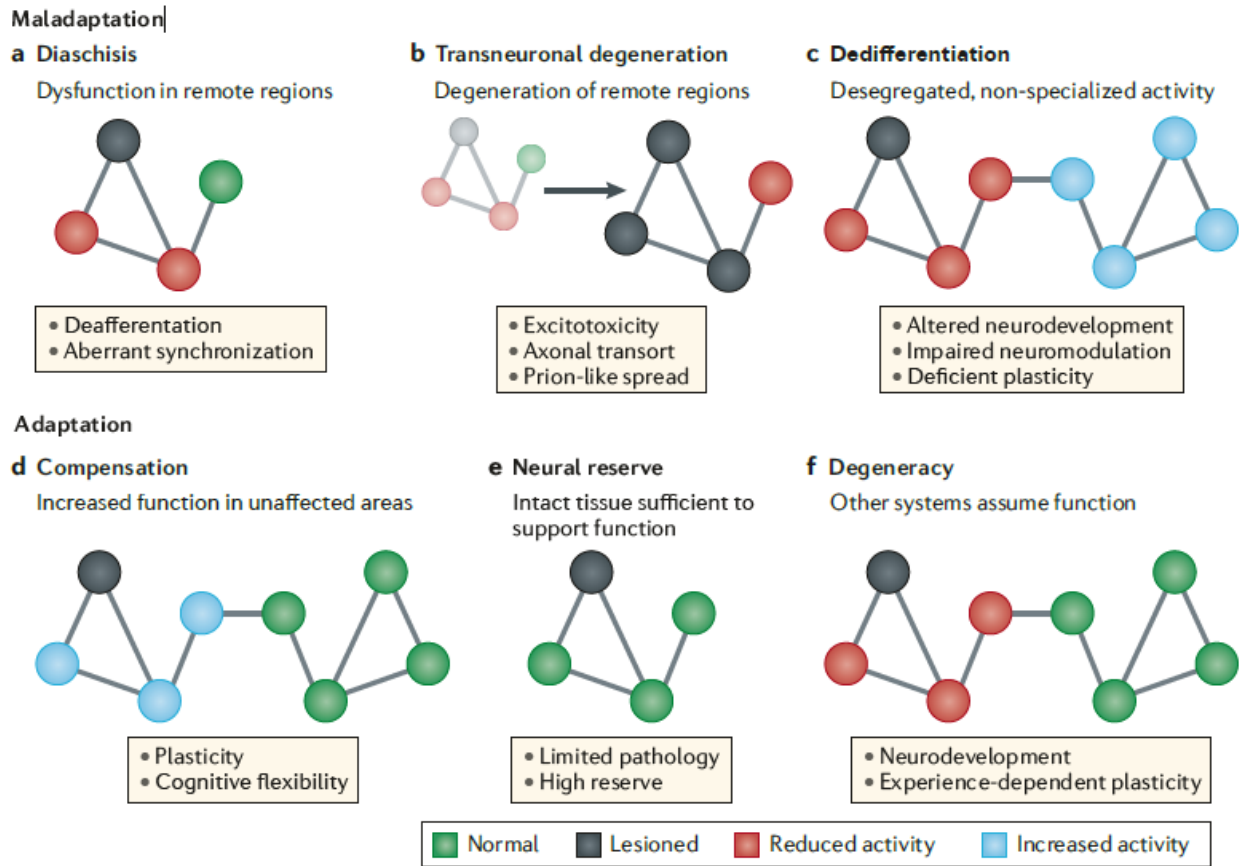 Maladaptation
a Diaschisis
Dysfunction in remote regions
• Deafferentation
• Aberrant synchronization
b Transneuronal degeneration
Degeneration of remote regions
• Excitotoxicity
• Axonal transort
• Prion-like spread
c Dedifferentiation
Desegregated, non-specialized activity
• Altered neurodevelopment
• Impaired neuromodulation
• Deficient plasticity
Adaptation
d Compensation
Increased function in unaffected areas
• Plasticity
• Cognitive flexibility
e Neural reserve
Intact tissue sufficient to
support function
• Limited pathology
• High reserve
f Degeneracy
Other systems assume function
• Neurodevelopment
• Experience-dependent plasticity
Normal Lesioned Reduced activity Increased activity